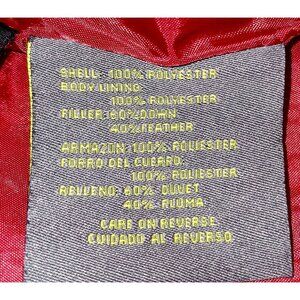 SHELL: 100% POLYESTER
BODY LINING:
100% POLYESTER
FILLER: 60% DOWN
40% FEATHER
ARMAZON: 100% POLIESTER
FORRO DEL CUERPO:
100% POLIESTER
RELLENO: 60% DUVET
40% PLUMA
CARE ON REVERSE
CUIDADO AL REVERSO